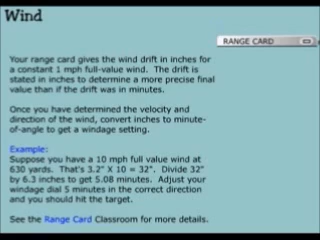 Wind
RANGE CARD
Your range card gives the wind drift in inches for
a constant 1 mph full-value wind. The drift is
stated in inches to determine a more precise final
value than if the drift was in minutes.
Once you have determined the velocity and
direction of the wind, convert inches to minute-
of-angle to get a windage setting.
Example:
Suppose you have a 10 mph full value wind at
630 yards. That's 3.2" X 10 = 32". Divide 32"
by 6.3 inches to get 5.08 minutes. Adjust your
windage dial 5 minutes in the correct direction
and you should hit the target.
See the Range Card Classroom for more details.